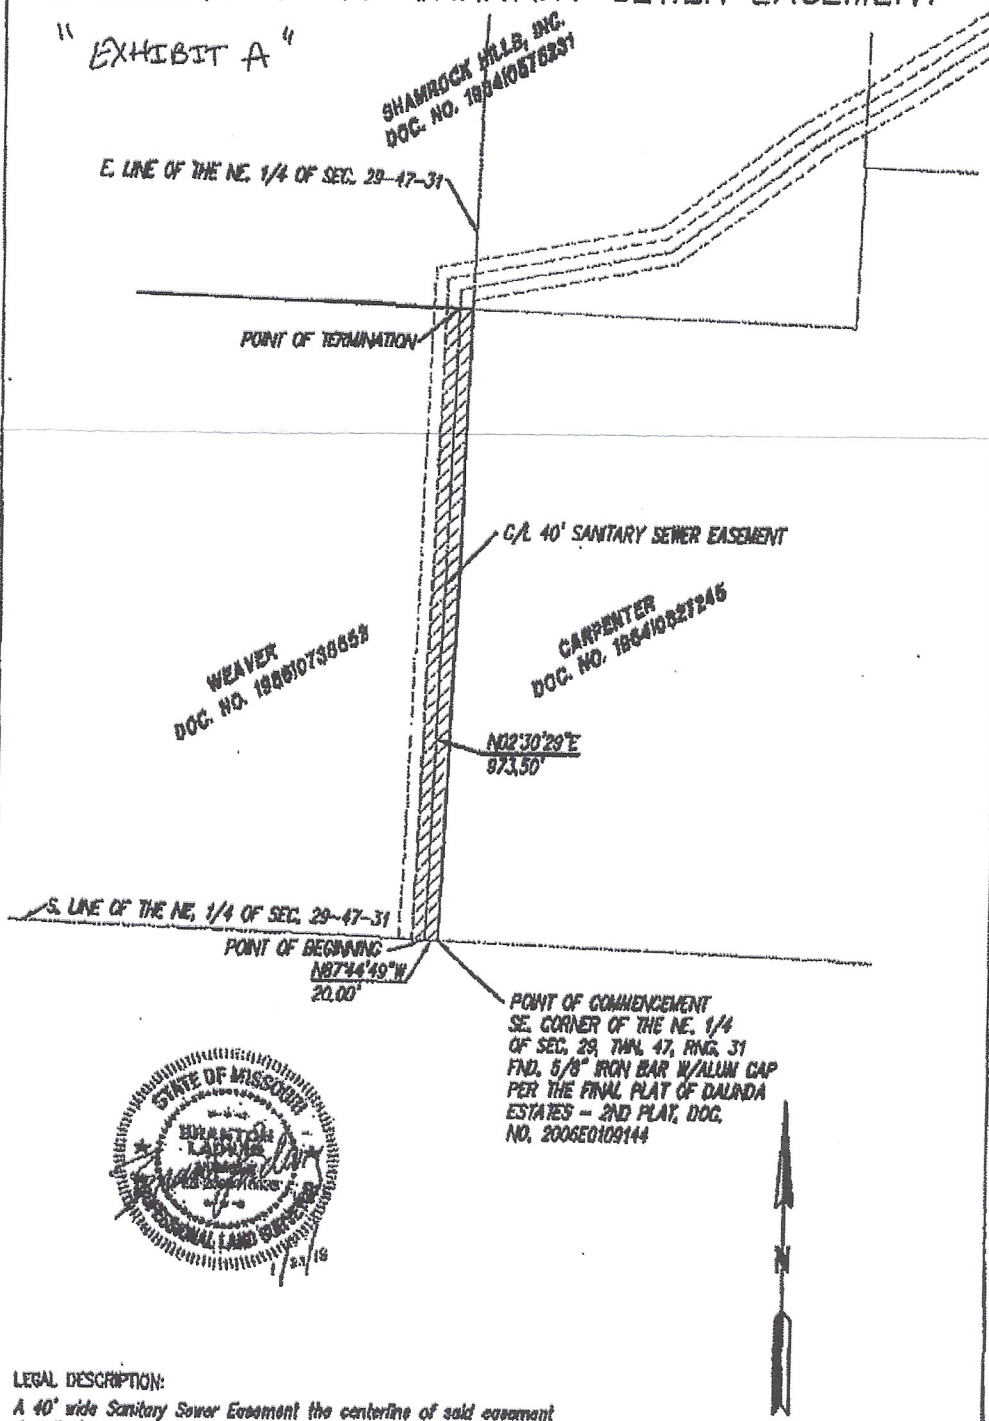 SANITARY SEWER EASEMENT
"EXHIBIT A"
SHAMROCK HILLS, INC.
DOC. NO.
E. LINE OF THE NE. 1/4 OF SEC. 29-47-31
POINT OF TERMINATION
C/L 40' SANITARY SEWER EASEMENT
WEAVER
DOC. NO.
CARPENTER
DOC. NO.
N02°30'29"E
973.50'
S. LINE OF THE NE. 1/4 OF SEC. 29-47-31
POINT OF BEGINNING
N87°44'49"W
20.00'
POINT OF COMMENCEMENT
SE. CORNER OF THE NE. 1/4
OF SEC. 29, TWN. 47, RNG. 31
FND. 5/8" IRON BAR W/ALUM CAP
PER THE FINAL PLAT OF DAUNDA
ESTATES - 2ND PLAT, DOC.
NO. 2006E0109144
STATE OF MISSOURI
PROFESSIONAL LAND SURVEYOR
N
LEGAL DESCRIPTION:
A 40' wide Sanitary Sewer Easement the centerline of said easement